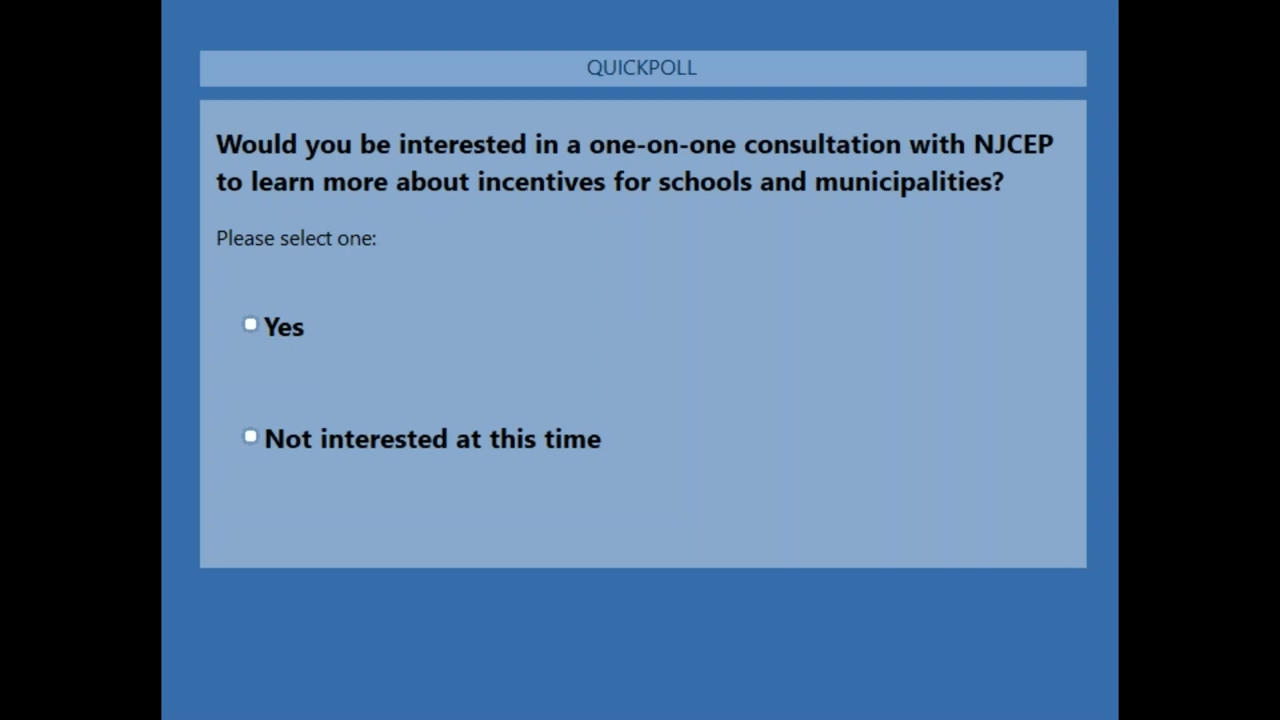 QUICKPOLL
Would you be interested in a one-on-one consultation with NJCEP
to learn more about incentives for schools and municipalities?
Please select one:
Yes
Not interested at this time